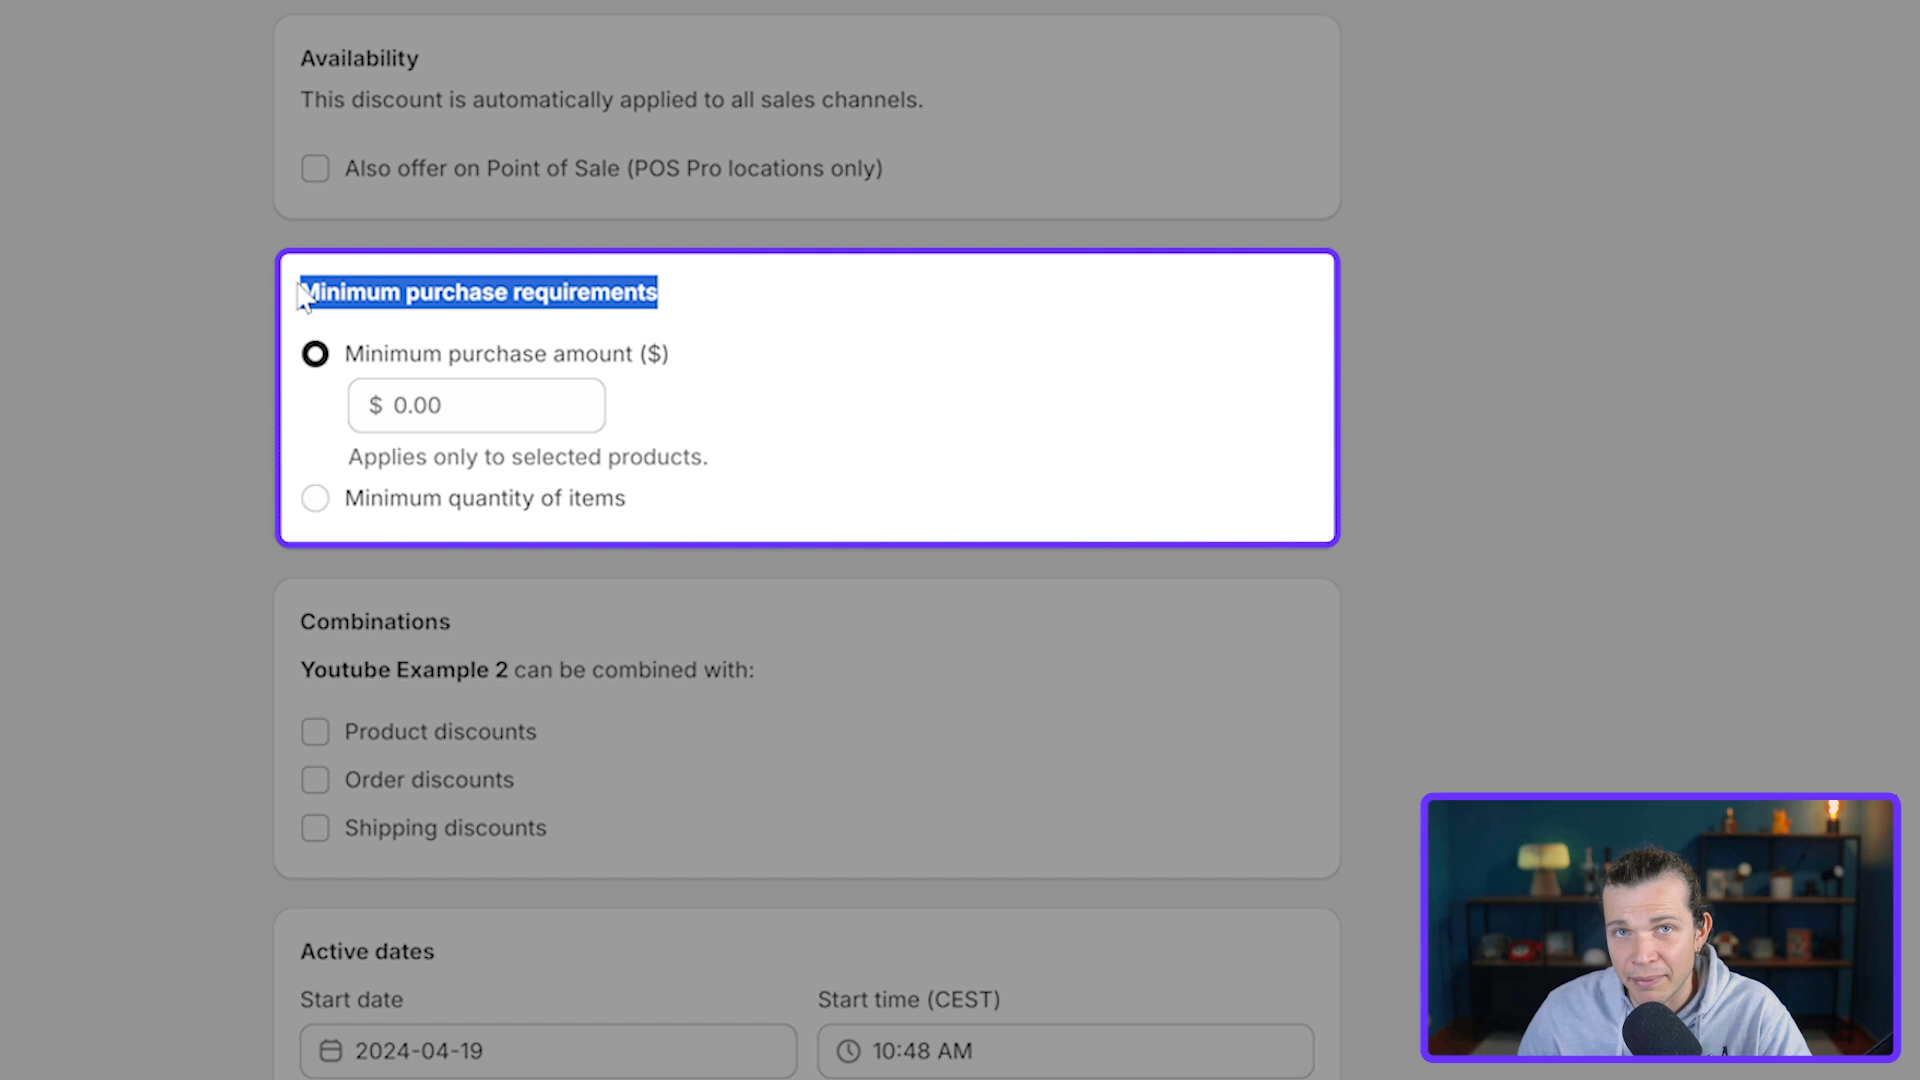 Availability
This discount is automatically applied to all sales channels.
Also offer on Point of Sale (POS Pro locations only)
Minimum purchase requirements
Minimum purchase amount ($)
$ 0.00
Applies only to selected products.
Minimum quantity of items
Combinations
Youtube Example 2 can be combined with:
Product discounts
Order discounts
Shipping discounts
Active dates
Start date
Start time (CEST)
2024-04-19
10:48 AM